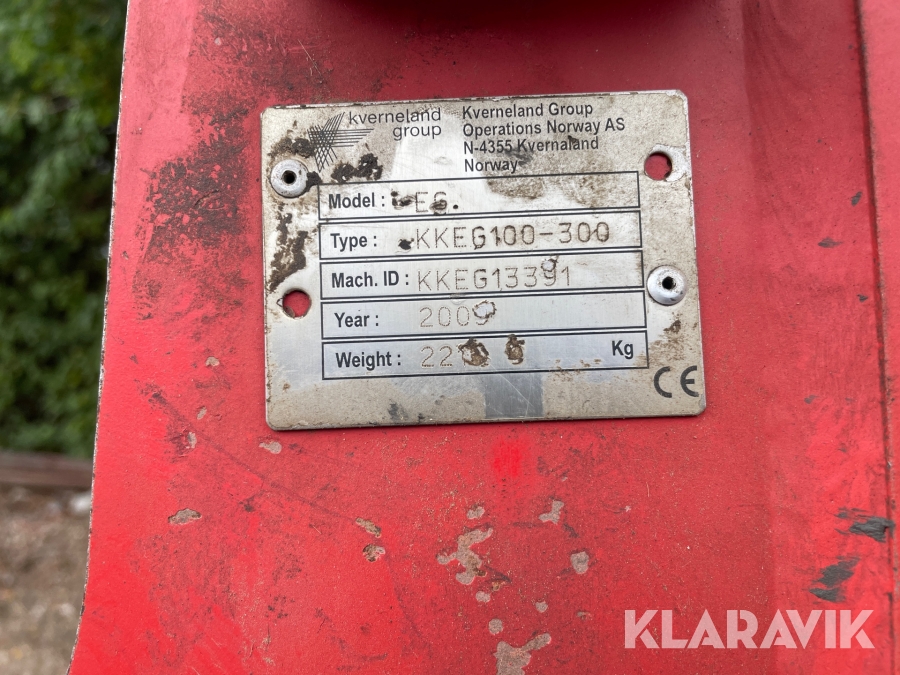 kverneland
group
Kverneland Group
Operations Norway AS
N-4355 Kvernaland
Norway
Model : EG
Type : KKEG100-300
Mach. ID : KKEG13391
Year : 2009
Weight : Kg
CE
KLARAVIK